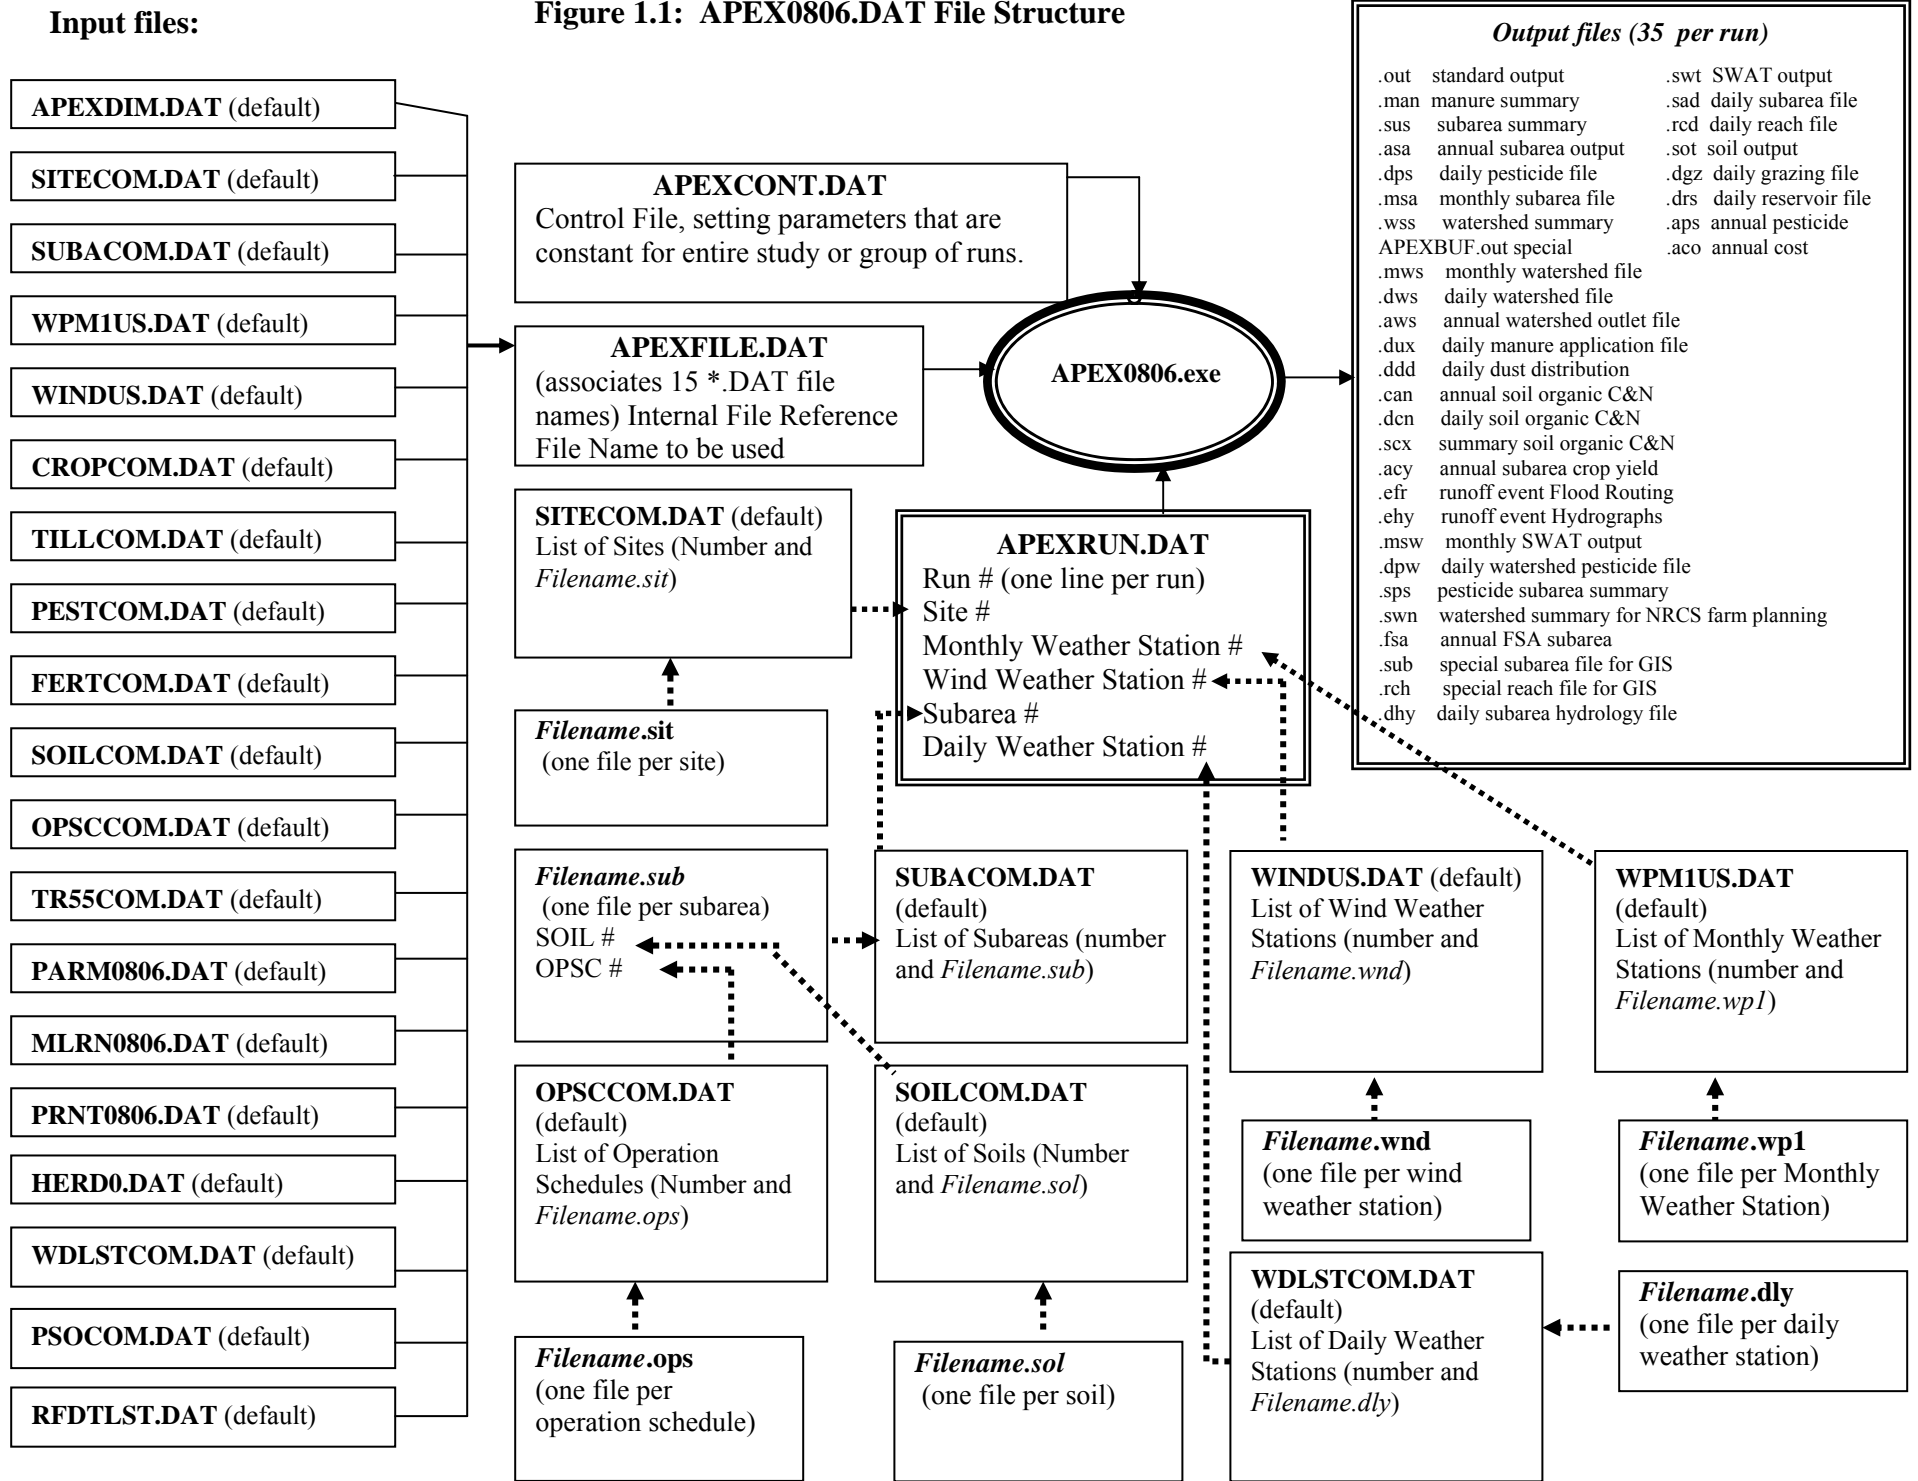 Input files:
Figure 1.1: APEX0806.DAT File Structure
APEXDIM.DAT (default)
SITECOM.DAT (default)
SUBACOM.DAT (default)
WPM1US.DAT (default)
WINDUS.DAT (default)
CROPCOM.DAT (default)
TILLCOM.DAT (default)
PESTCOM.DAT (default)
FERTCOM.DAT (default)
SOILCOM.DAT (default)
OPSCCOM.DAT (default)
TR55COM.DAT (default)
PARM0806.DAT (default)
MLRN0806.DAT (default)
PRNT0806.DAT (default)
HERD0.DAT (default)
WDLSTCOM.DAT (default)
PSOCOM.DAT (default)
RFDTLST.DAT (default)
APEXCONT.DAT
Control File, setting parameters that are
constant for entire study or group of runs.
APEXFILE.DAT
(associates 15 *.DAT file
names) Internal File Reference
File Name to be used
APEX0806.exe
SITECOM.DAT (default)
List of Sites (Number and
Filename.sit)
Filename.sit
(one file per site)
APEXRUN.DAT
Run # (one line per run)
Site #
Monthly Weather Station #
Wind Weather Station #
Subarea #
Daily Weather Station #
Output files (35 per run)
.out standard output
.man manure summary
.sus subarea summary
.asa annual subarea output
.dps daily pesticide file
.msa monthly subarea file
.wss watershed summary
APEXBUF.out special
.mws monthly watershed file
.dws daily watershed file
.aws annual watershed outlet file
.dux daily manure application file
.ddd daily dust distribution
.can annual soil organic C&N
.dcn daily soil organic C&N
.scx summary soil organic C&N
.acy annual subarea crop yield
.efr runoff event Flood Routing
.ehy runoff event Hydrographs
.msw monthly SWAT output
.dpw daily watershed pesticide file
.sps pesticide subarea summary
.swn watershed summary for NRCS farm planning
.fsa annual FSA subarea
.sub special subarea file for GIS
.rch special reach file for GIS
.dhy daily subarea hydrology file
.swt SWAT output
.sad daily subarea file
.rcd daily reach file
.sot soil output
.dgz daily grazing file
.drs daily reservoir file
.aps annual pesticide
.aco annual cost
Filename.sub
(one file per subarea)
SOIL #
OPSC #
SUBACOM.DAT
(default)
List of Subareas (number
and Filename.sub)
WINDUS.DAT (default)
List of Wind Weather
Stations (number and
Filename.wnd)
WPM1US.DAT
(default)
List of Monthly Weather
Stations (number and
Filename.wp1)
OPSCCOM.DAT
(default)
List of Operation
Schedules (Number and
Filename.ops)
SOILCOM.DAT
(default)
List of Soils (Number
and Filename.sol)
Filename.wnd
(one file per wind
weather station)
Filename.wp1
(one file per Monthly
Weather Station)
WDLSTCOM.DAT
(default)
List of Daily Weather
Stations (number and
Filename.dly)
Filename.dly
(one file per daily
weather station)
Filename.ops
(one file per
operation schedule)
Filename.sol
(one file per soil)